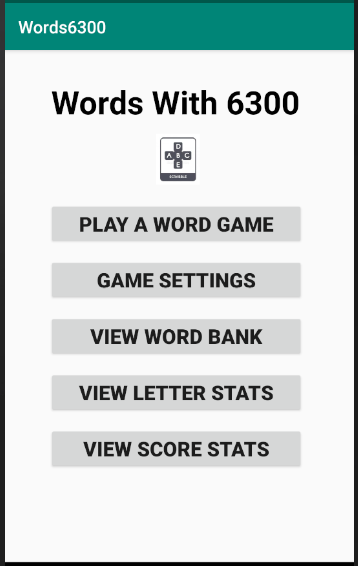 Words6300
Words With 6300
D
A B C
E
SCRABBLE
PLAY A WORD GAME
GAME SETTINGS
VIEW WORD BANK
VIEW LETTER STATS
VIEW SCORE STATS